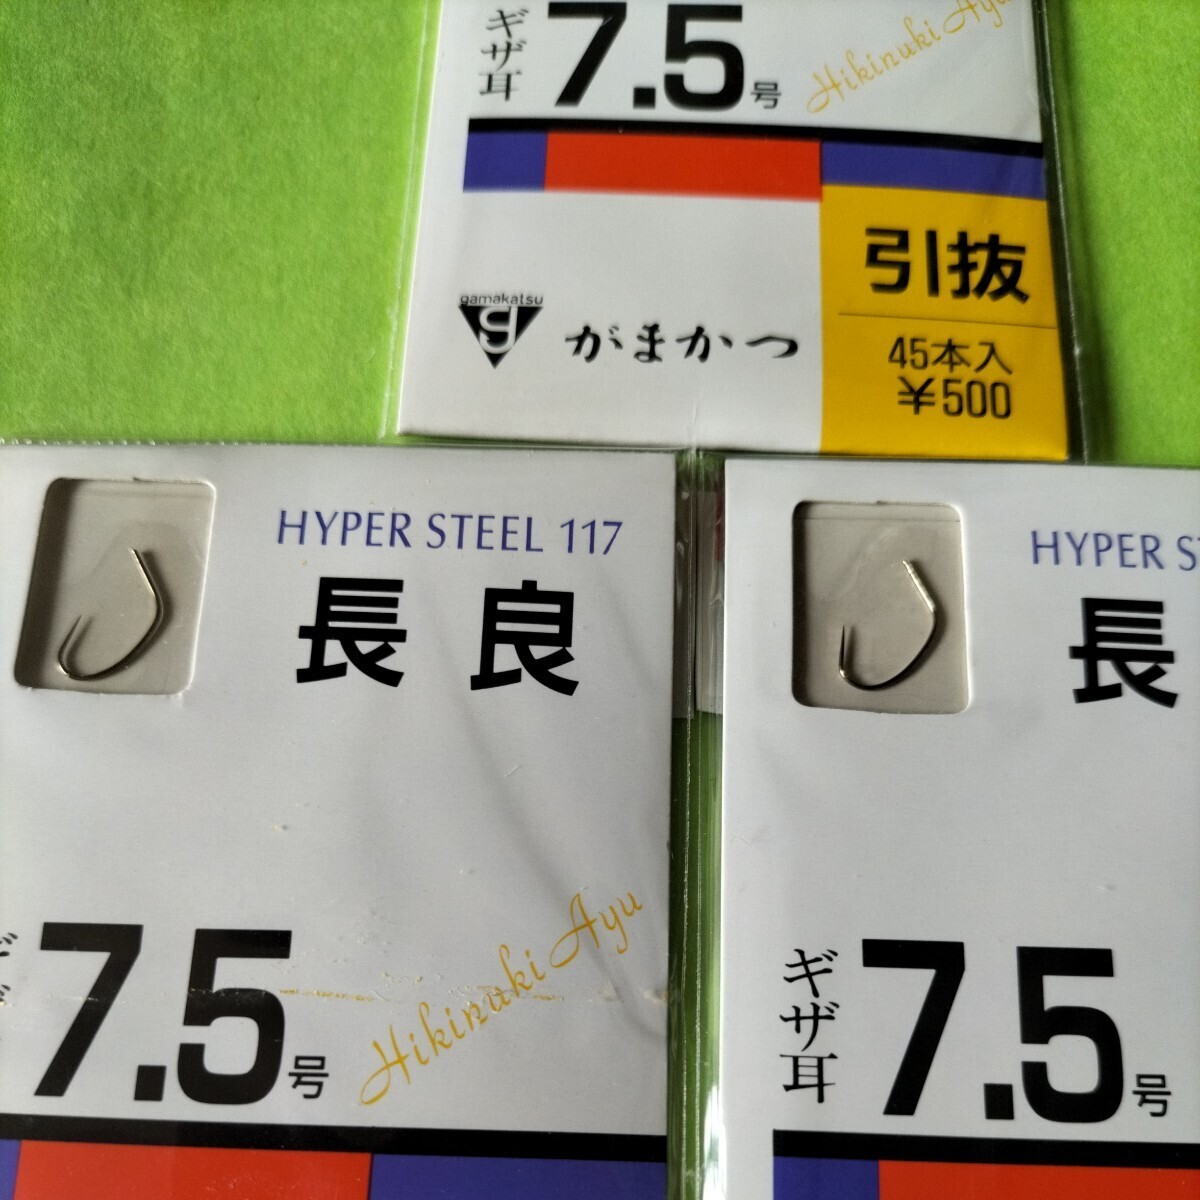 ギザ耳
7.5号
Hikinuki Ayu
引抜
gamakatsu
がまかつ
45本入
¥500
HYPER STEEL 117
長良
7.5号
Hikinuki Ayu
HYPER S
長
ギザ耳
7.5号